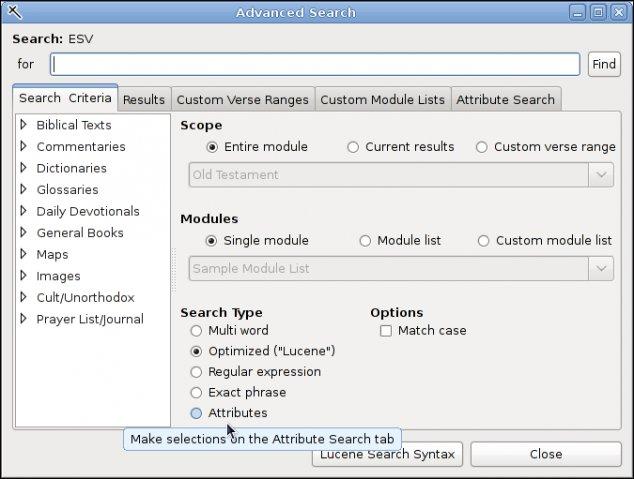 Advanced Search
Search: ESV
for
Find
Search Criteria
Results
Custom Verse Ranges
Custom Module Lists
Attribute Search
Biblical Texts
Commentaries
Dictionaries
Glossaries
Daily Devotionals
General Books
Maps
Images
Cult/Unorthodox
Prayer List/Journal
Scope
Entire module
Current results
Custom verse range
Old Testament
Modules
Single module
Module list
Custom module list
Sample Module List
Search Type
Options
Multi word
Match case
Optimized ("Lucene")
Regular expression
Exact phrase
Attributes
Make selections on the Attribute Search tab
Lucene Search Syntax
Close